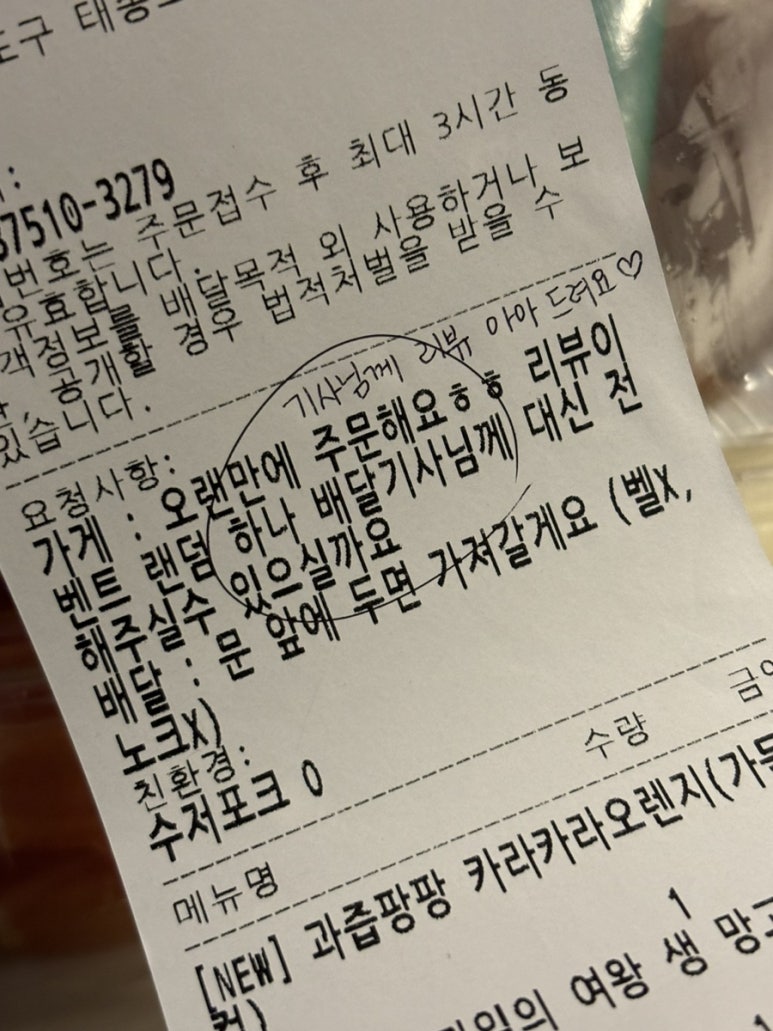 태종
37510-3279
번호는 주문접수 후 최대 3시간 동
유효합니다.
객정보를 배달목적 외 사용하거나 보
공개할 경우 법적처벌을 받을 수
있습니다.
기사님께 리뷰 아아 드려요♡
요청사항:
가게 : 오랜만에 주문해요ㅎㅎ 리뷰이
벤트 랜덤 하나 배달기사님께 대신 전
해주실수 있으실까요
배달 : 문 앞에 두면 가져갈게요 (벨X,
노크X)
친환경:
수저포크 0
메뉴명 수량
[NEW] 과즙팡팡 카라카라오렌지(가
1
여왕 생 망고